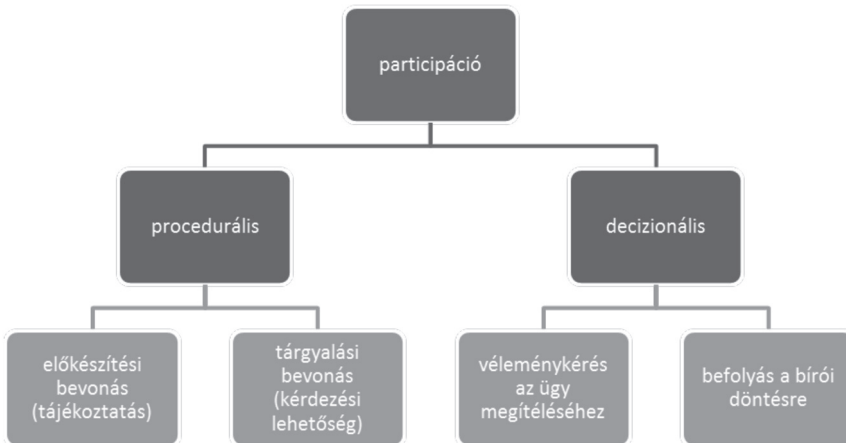 participáció
procedurális
decizionális
előkészítési
bevonás
(tájékoztatás)
tárgyalási
bevonás
(kérdezési
lehetőség)
véleménykérés
az ügy
megítéléséhez
befolyás a bírói
döntésre